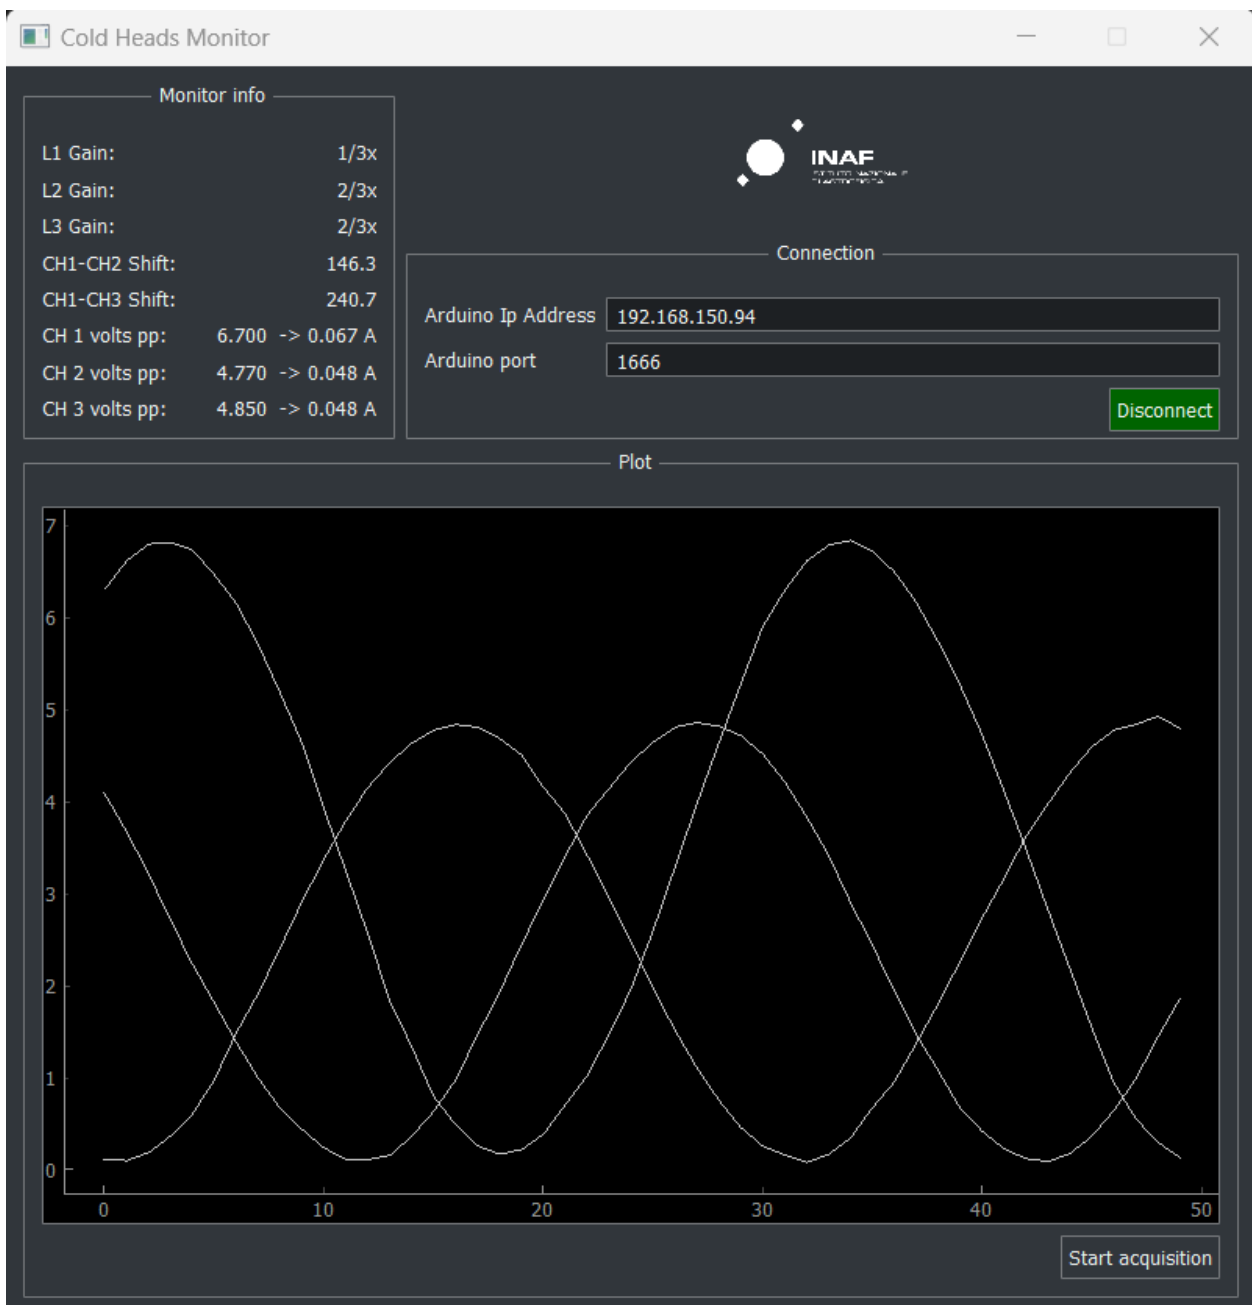 Cold Heads Monitor
Monitor info
L1 Gain: 1/3x
L2 Gain: 2/3x
L3 Gain: 2/3x
CH1-CH2 Shift: 146.3
CH1-CH3 Shift: 240.7
CH 1 volts pp: 6.700 -> 0.067 A
CH 2 volts pp: 4.770 -> 0.048 A
CH 3 volts pp: 4.850 -> 0.048 A
INAF
Connection
Arduino Ip Address 192.168.150.94
Arduino port 1666
Disconnect
Plot
7
6
5
4
3
2
1
0
0 10 20 30 40 50
Start acquisition